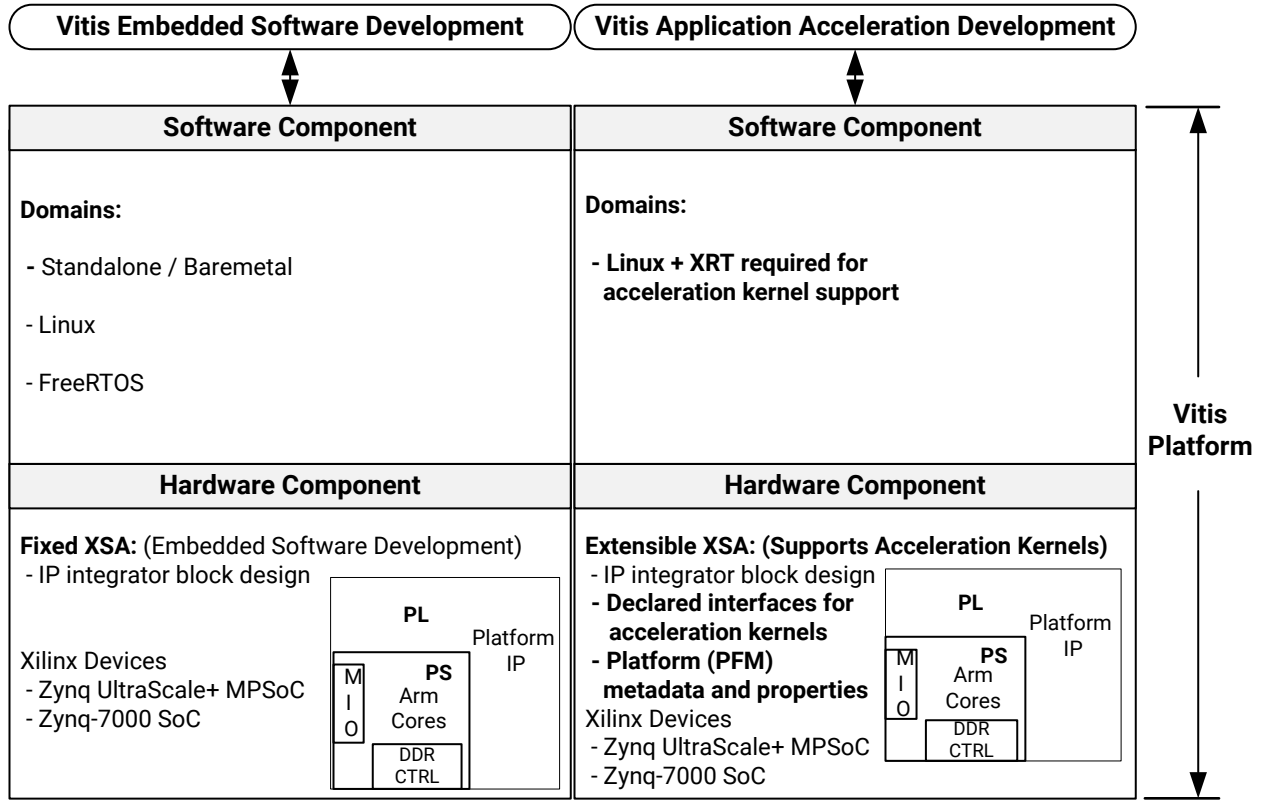 Vitis Embedded Software Development
Vitis Application Acceleration Development
Software Component
Domains:
- Standalone / Baremetal
- Linux
- FreeRTOS
Hardware Component
Fixed XSA: (Embedded Software Development)
- IP integrator block design
Xilinx Devices
- Zynq UltraScale+ MPSoC
- Zynq-7000 SoC
PL
Platform
IP
PS
M
I
O
Arm
Cores
DDR
CTRL
Software Component
Domains:
- Linux + XRT required for
acceleration kernel support
Hardware Component
Extensible XSA: (Supports Acceleration Kernels)
- IP integrator block design
- Declared interfaces for
acceleration kernels
- Platform (PFM)
metadata and properties
Xilinx Devices
- Zynq UltraScale+ MPSoC
- Zynq-7000 SoC
PL
Platform
IP
PS
M
I
O
Arm
Cores
DDR
CTRL
Vitis
Platform